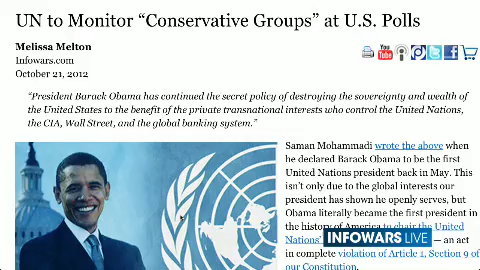 UN to Monitor “Conservative Groups” at U.S. Polls
Melissa Melton
Infowars.com
October 21, 2012
“President Barack Obama has continued the secret policy of destroying the sovereignty and wealth of
the United States to the benefit of the private transnational interests who control the United Nations,
the CIA, Wall Street, and the global banking system.”
Saman Mohammadi wrote the above when
he declared Barack Obama to be the first
United Nations president back in May. This
isn't only due to the global interests our
president has shown he openly serves, but
Obama literally became the first president in
the history of America to chair the United
Nations'
— an act
in complete violation of Article 1, Section 9 of
our Constitution.
INFOWARS LIVE
You Tube